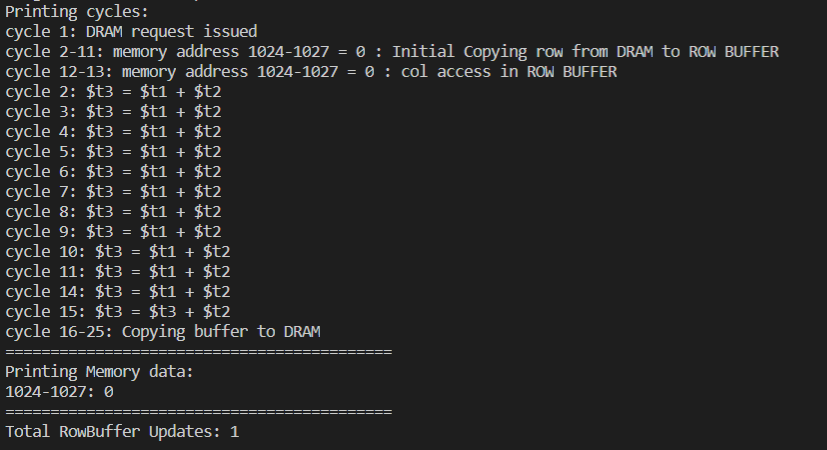 Printing cycles:
cycle 1: DRAM request issued
cycle 2-11: memory address 1024-1027 = 0 : Initial Copying row from DRAM to ROW BUFFER
cycle 12-13: memory address 1024-1027 = 0 : col access in ROW BUFFER
cycle 2: $t3 = $t1 + $t2
cycle 3: $t3 = $t1 + $t2
cycle 4: $t3 = $t1 + $t2
cycle 5: $t3 = $t1 + $t2
cycle 6: $t3 = $t1 + $t2
cycle 7: $t3 = $t1 + $t2
cycle 8: $t3 = $t1 + $t2
cycle 9: $t3 = $t1 + $t2
cycle 10: $t3 = $t1 + $t2
cycle 11: $t3 = $t1 + $t2
cycle 14: $t3 = $t1 + $t2
cycle 15: $t3 = $t3 + $t2
cycle 16-25: Copying buffer to DRAM
===========================================
Printing Memory data:
1024-1027: 0
===========================================
Total RowBuffer Updates: 1